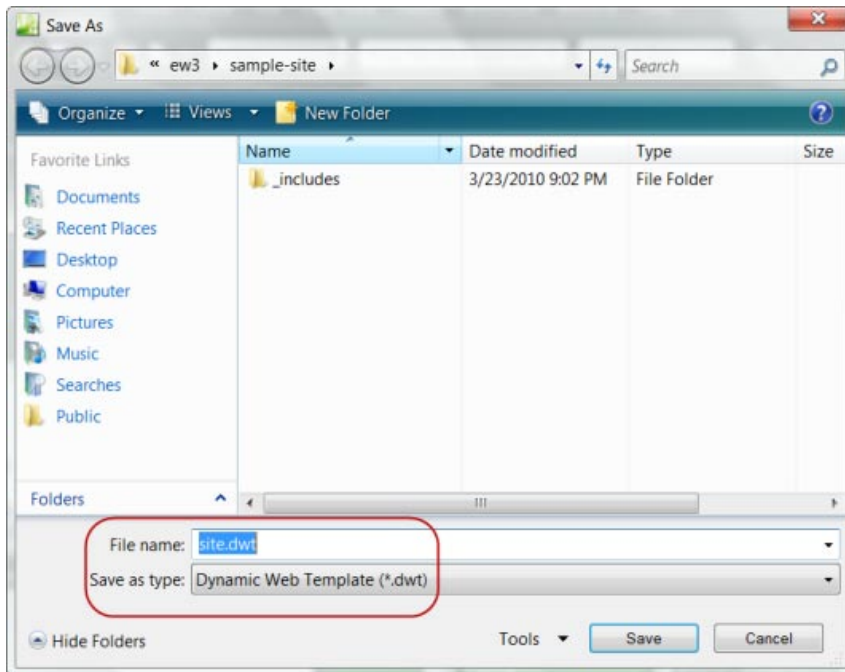 Save As
« ew3 sample-site
Search
Organize Views New Folder
Favorite Links
Documents
Recent Places
Desktop
Computer
Pictures
Music
Searches
Public
Folders
Name Date modified Type Size
_includes 3/23/2010 9:02 PM File Folder
File name: site.dwt
Save as type: Dynamic Web Template (*.dwt)
Hide Folders Tools Save Cancel